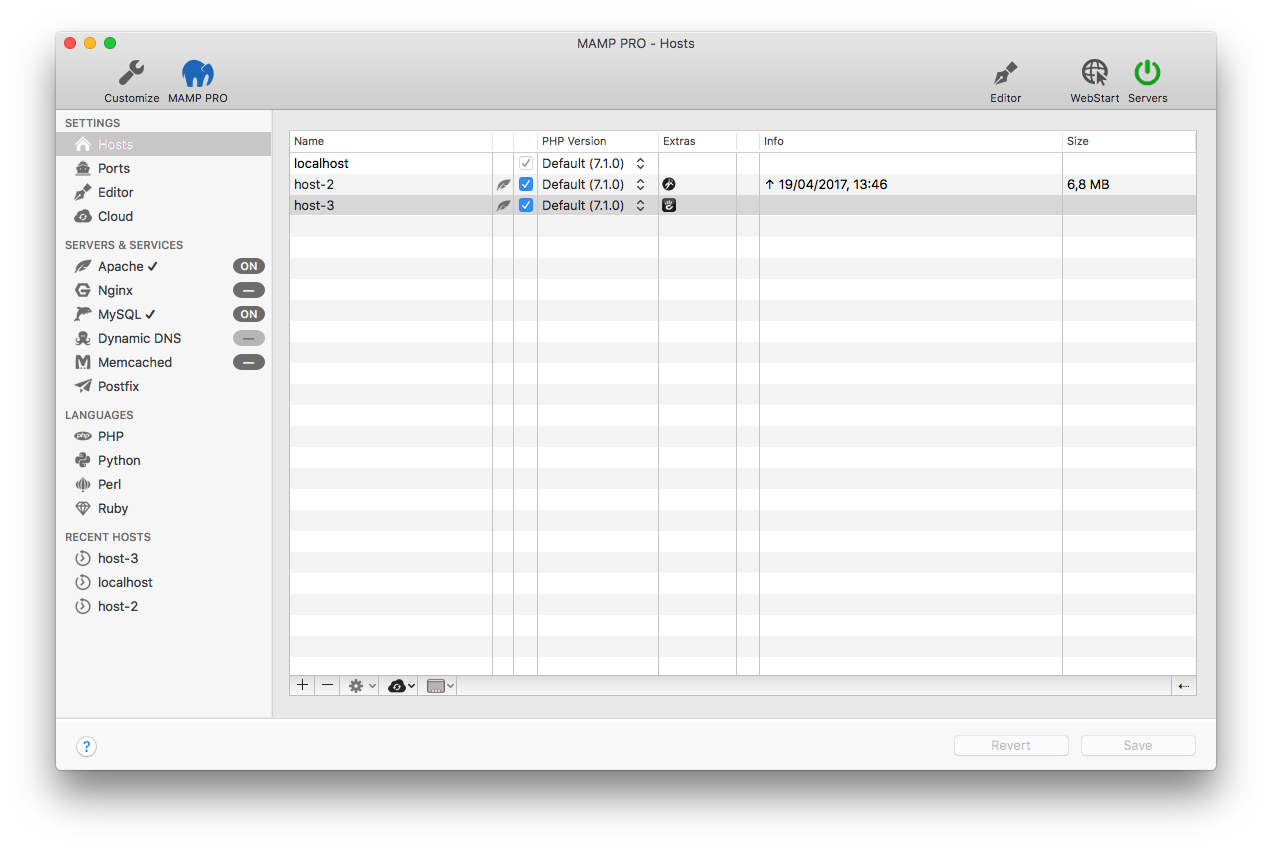 MAMP PRO - Hosts
Customize MAMP PRO Editor WebStart Servers
SETTINGS
Hosts
Ports
Editor
Cloud
SERVERS & SERVICES
Apache ✓ ON
Nginx —
MySQL ✓ ON
Dynamic DNS —
Memcached —
Postfix
LANGUAGES
php PHP
Python
Perl
Ruby
RECENT HOSTS
host-3
localhost
host-2
Name PHP Version Extras Info Size
localhost Default (7.1.0)
host-2 Default (7.1.0) ↑ 19/04/2017, 13:46 6,8 MB
host-3 Default (7.1.0)
+ −
? Revert Save